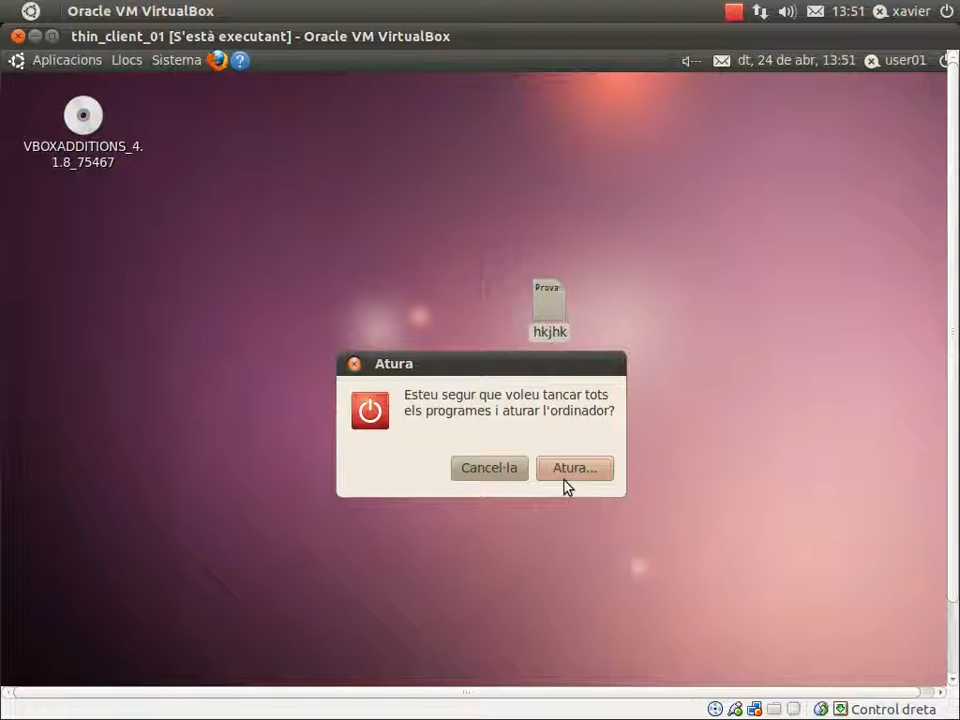 Oracle VM VirtualBox 13:51 xavier
thin_client_01 [S'està executant] - Oracle VM VirtualBox
Aplicacions Llocs Sistema ? dt, 24 de abr, 13:51 user01
VBOXADDITIONS_4.
1.8_75467
Prova
hkjhk
Atura
Esteu segur que voleu tancar tots
els programes i aturar l'ordinador?
Cancel·la Atura...
Control dreta